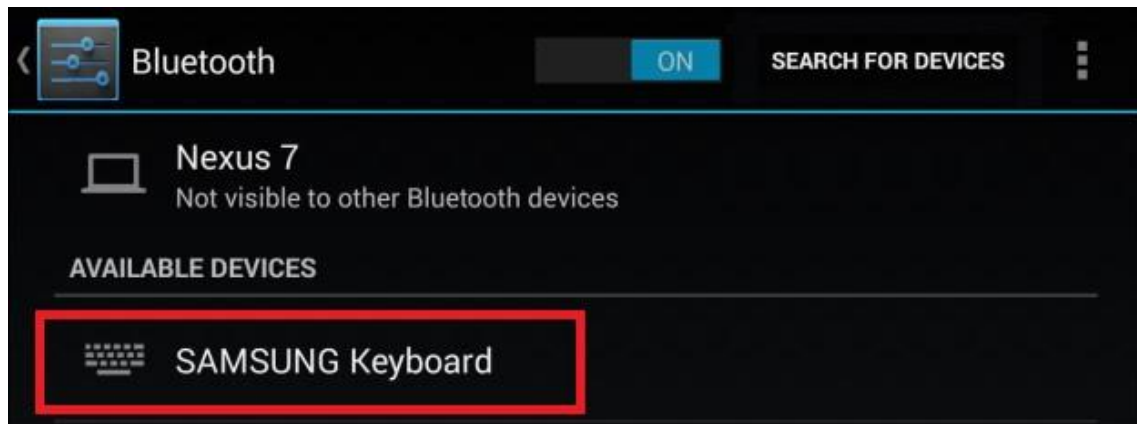 Bluetooth ON SEARCH FOR DEVICES
Nexus 7
Not visible to other Bluetooth devices
AVAILABLE DEVICES
SAMSUNG Keyboard